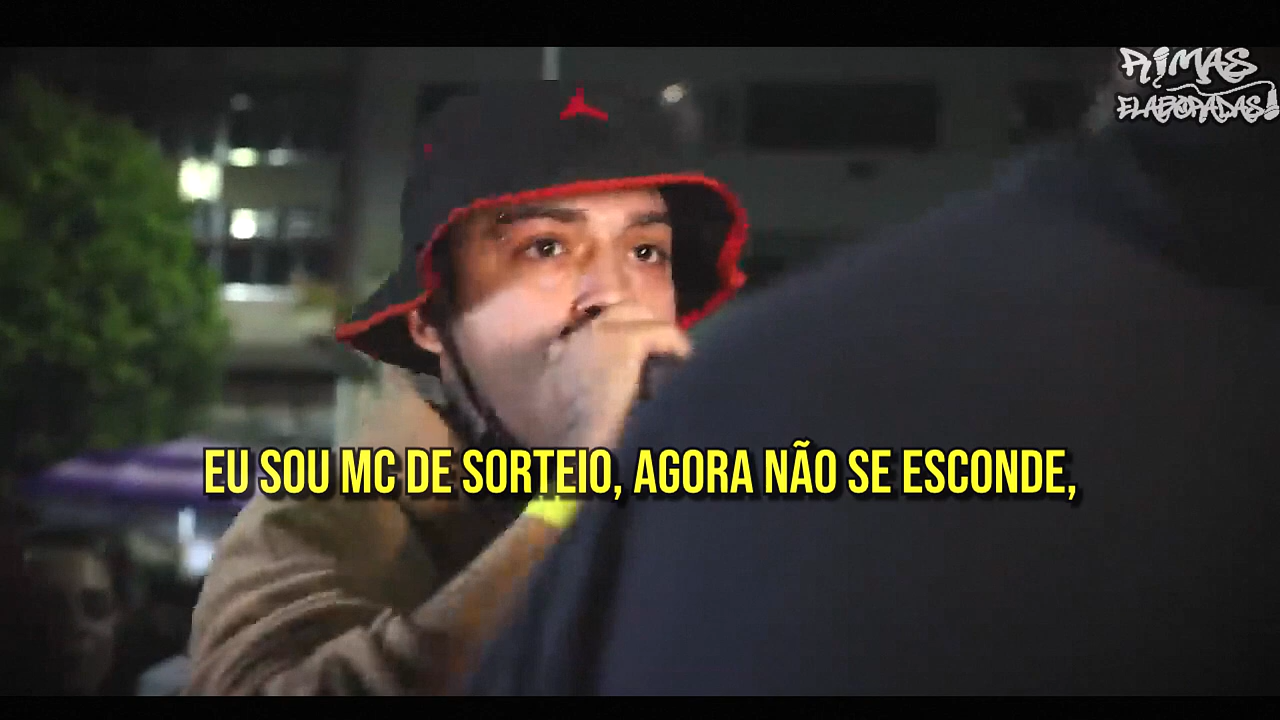 RIMAS
ELABORADAS!
EU SOU MC DE SORTEIO, AGORA NÃO SE ESCONDE,